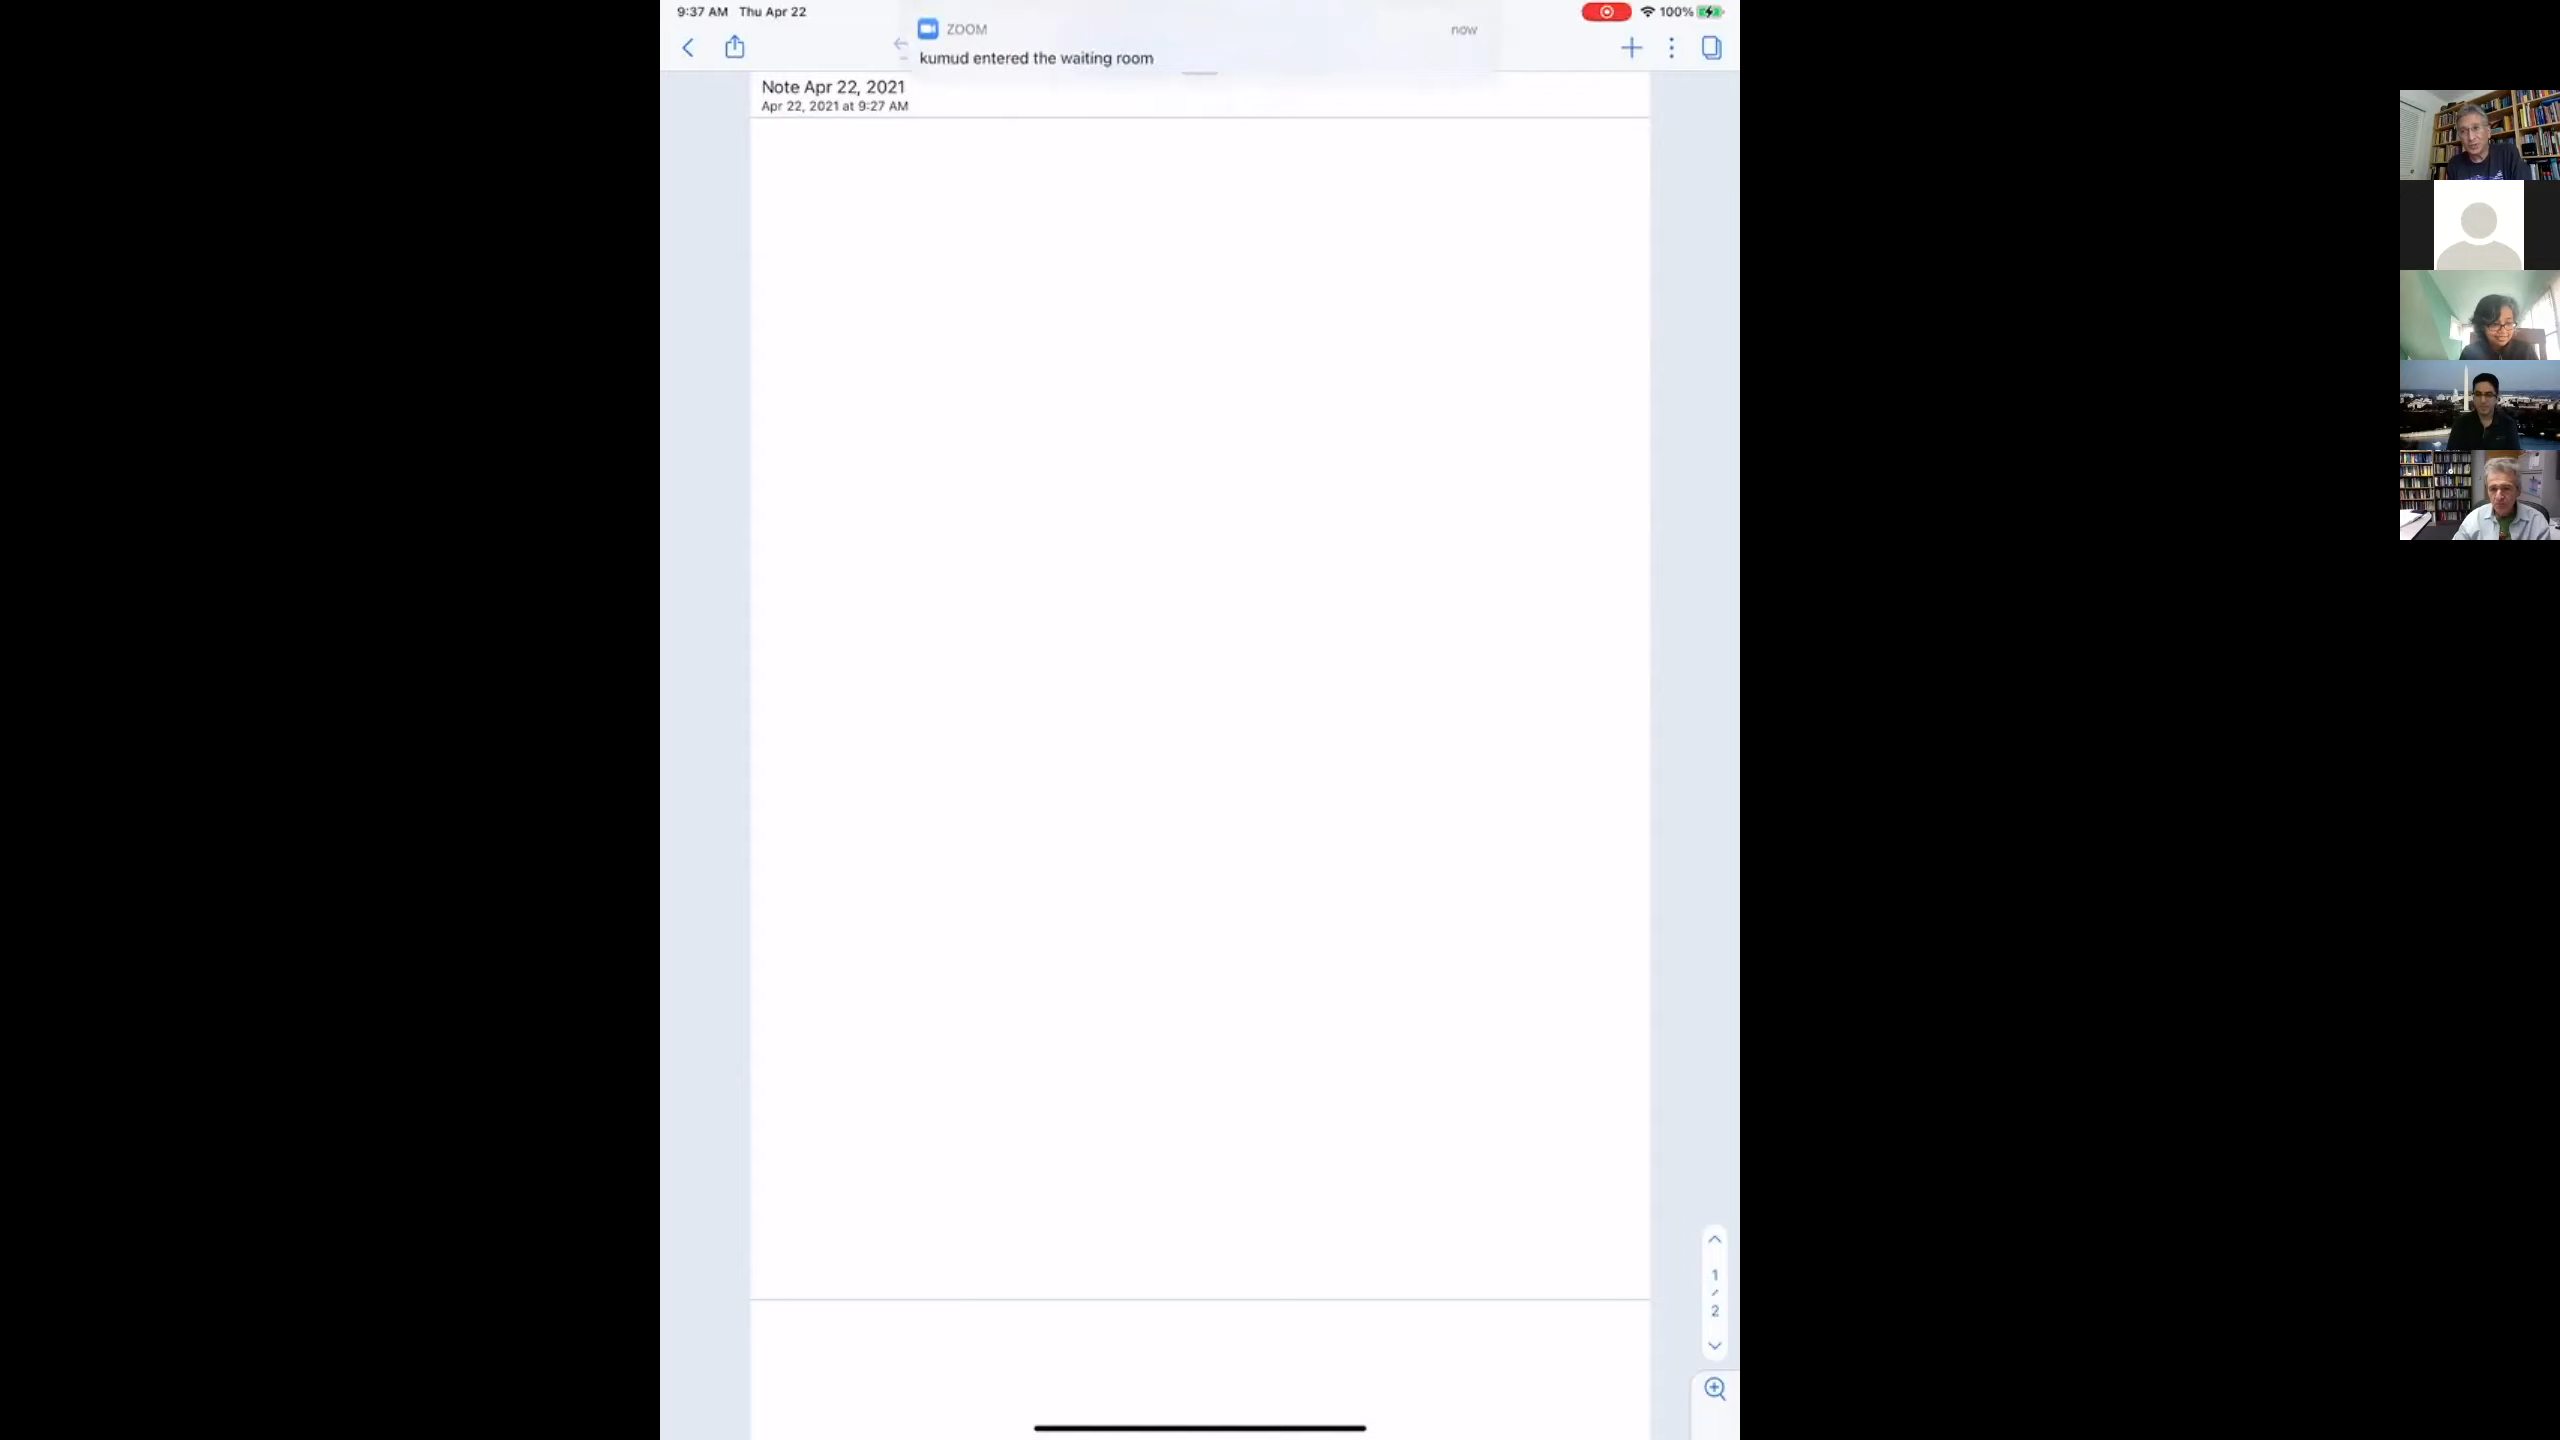 9:37 AM Thu Apr 22
100%
ZOOM
now
kumud entered the waiting room
Note Apr 22, 2021
Apr 22, 2021 at 9:27 AM
1
/
2